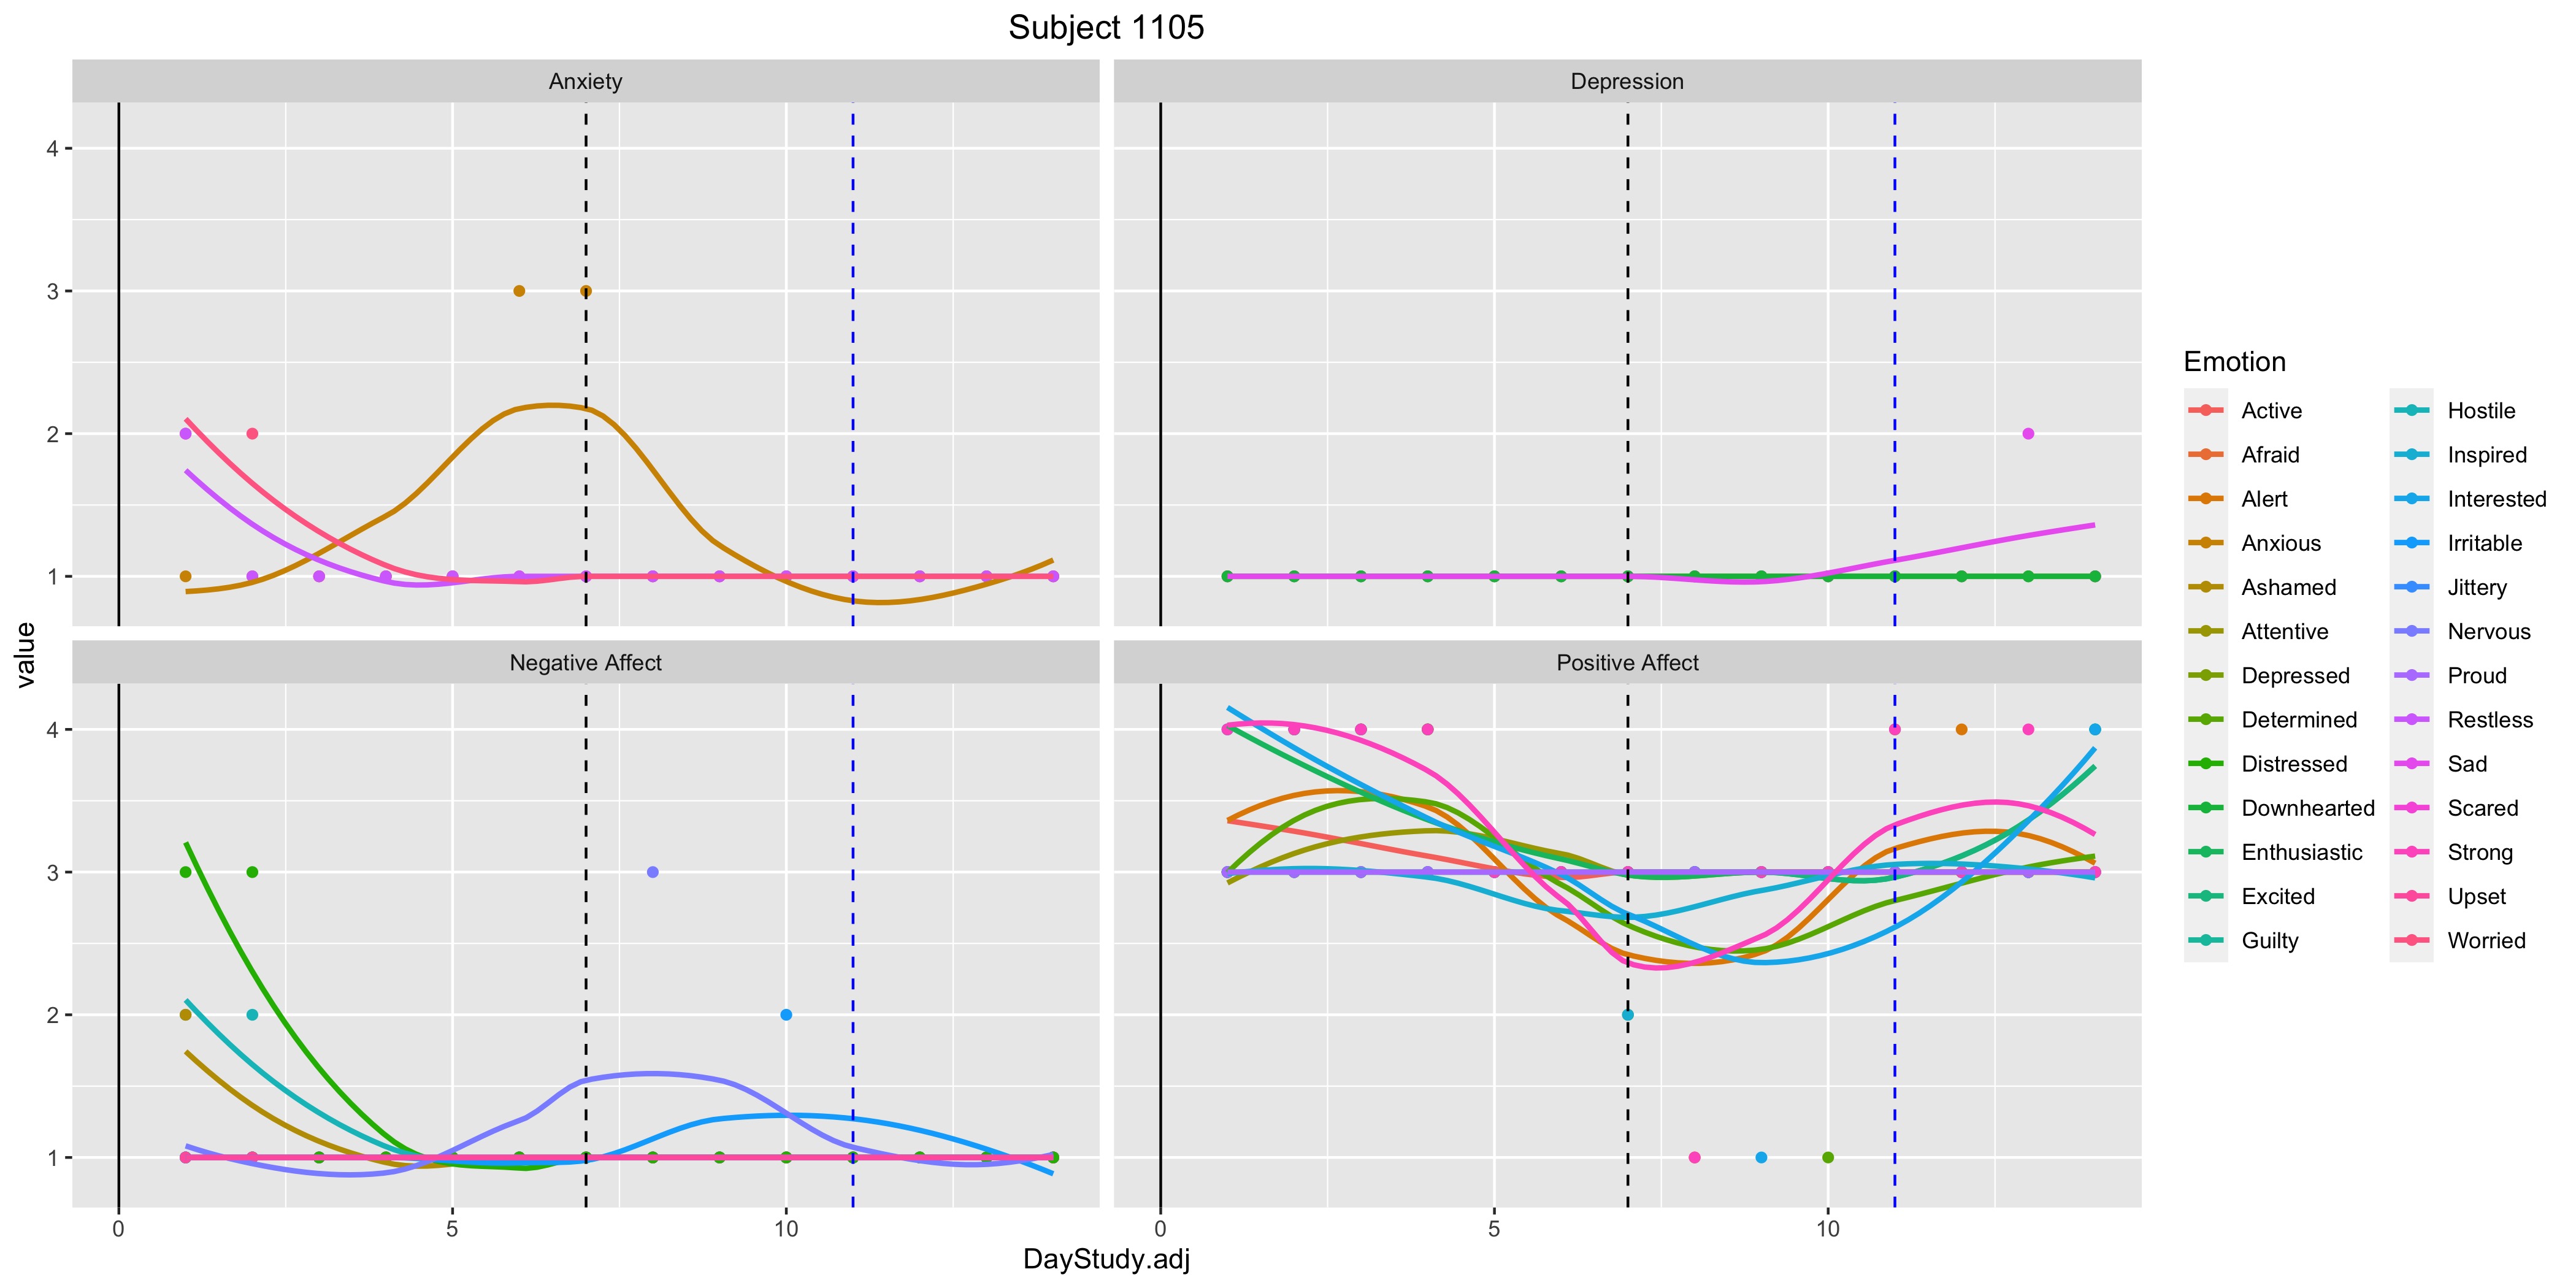 Subject 1105
Anxiety
Depression
4
3
2
1
value
Negative Affect
Positive Affect
4
3
2
1
0 5 10
0 5 10
DayStudy.adj
Emotion
Active
Afraid
Alert
Anxious
Ashamed
Attentive
Depressed
Determined
Distressed
Downhearted
Enthusiastic
Excited
Guilty
Hostile
Inspired
Interested
Irritable
Jittery
Nervous
Proud
Restless
Sad
Scared
Strong
Upset
Worried